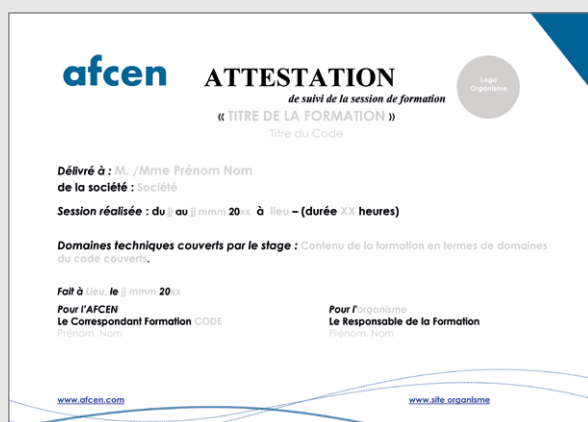 afcen
ATTESTATION
Logo
Organisme
de suivi de la session de formation
« TITRE DE LA FORMATION »
Titre du Code
Délivré à : M. /Mme Prénom Nom
de la société : Société
Session réalisée : du jj au jj mmm 20xx à lieu – (durée XX heures)
Domaines techniques couverts par le stage : Contenu de la formation en termes de domaines
du code couverts.
Fait à Lieu, le jj mmm 20xx
Pour l'AFCEN
Le Correspondant Formation CODE
Prénom, Nom
Pour l'organisme
Le Responsable de la Formation
Prénom, Nom
www.afcen.com
www.site organisme